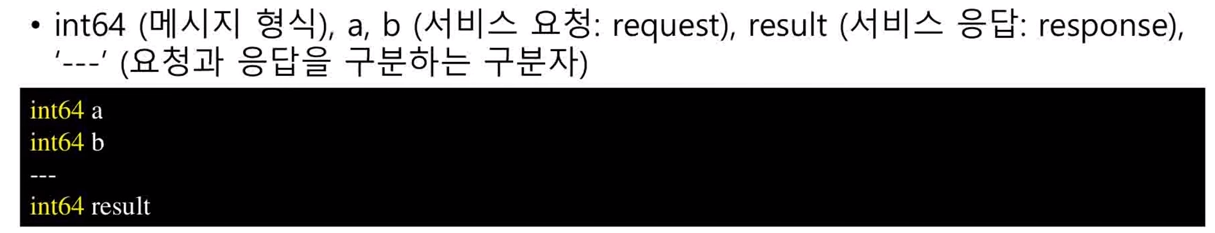 • int64 (메시지 형식), a, b (서비스 요청: request), result (서비스 응답: response),
‘---’ (요청과 응답을 구분하는 구분자)
int64 a
int64 b
---
int64 result